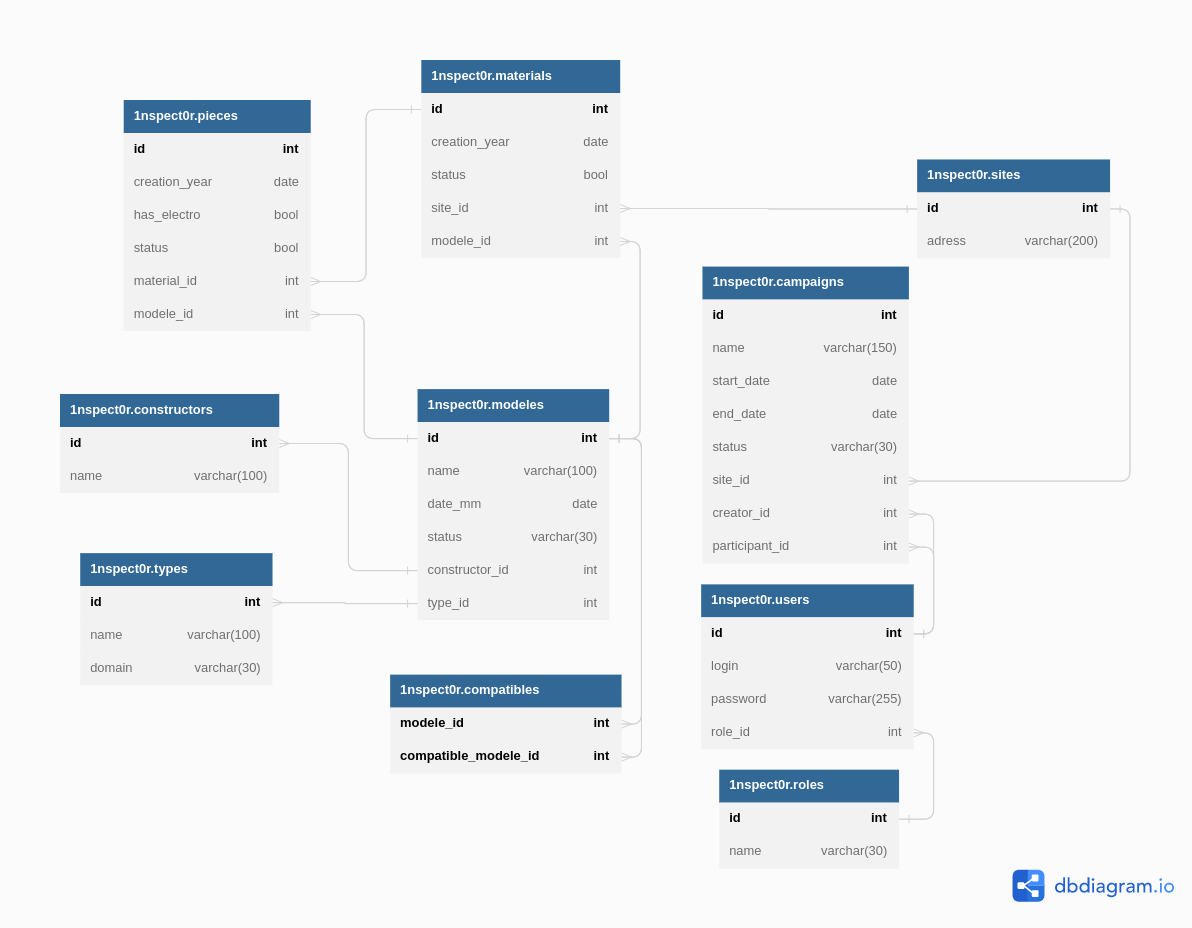 1nspect0r.materials
id int
creation_year date
status bool
site_id int
modele_id int
1nspect0r.pieces
id int
creation_year date
has_electro bool
status bool
material_id int
modele_id int
1nspect0r.sites
id int
adress varchar(200)
1nspect0r.campaigns
id int
name varchar(150)
start_date date
end_date date
status varchar(30)
site_id int
creator_id int
participant_id int
1nspect0r.constructors
id int
name varchar(100)
1nspect0r.modeles
id int
name varchar(100)
date_mm date
status varchar(30)
constructor_id int
type_id int
1nspect0r.types
id int
name varchar(100)
domain varchar(30)
1nspect0r.users
id int
login varchar(50)
password varchar(255)
role_id int
1nspect0r.compatibles
modele_id int
compatible_modele_id int
1nspect0r.roles
id int
name varchar(30)
dbdiagram.io